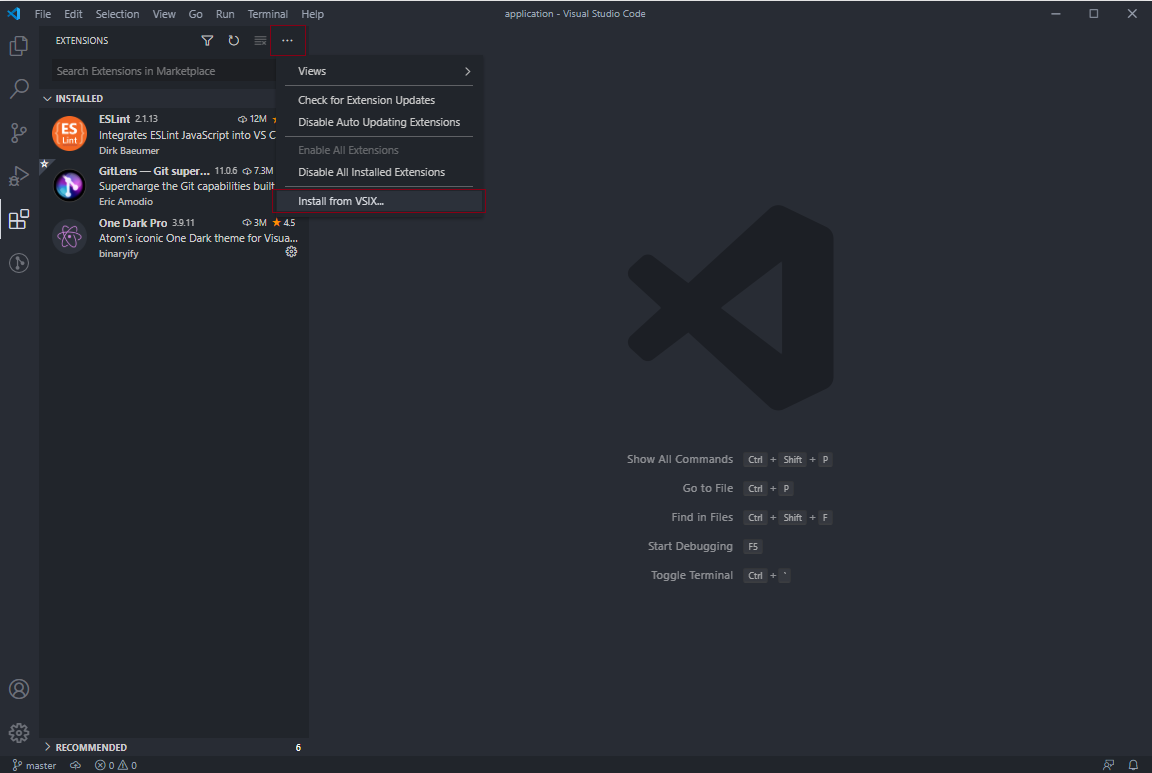 File Edit Selection View Go Run Terminal Help
application - Visual Studio Code
EXTENSIONS
Search Extensions in Marketplace
INSTALLED
ES
Lint
ESLint 2.1.13 12M
Integrates ESLint JavaScript into VS C
Dirk Baeumer
GitLens — Git super... 11.0.6 7.3M
Supercharge the Git capabilities built
Eric Amodio
One Dark Pro 3.9.11 3M 4.5
Atom's iconic One Dark theme for Visua...
binaryify
Views
Check for Extension Updates
Disable Auto Updating Extensions
Enable All Extensions
Disable All Installed Extensions
Install from VSIX...
Show All Commands Ctrl + Shift + P
Go to File Ctrl + P
Find in Files Ctrl + Shift + F
Start Debugging F5
Toggle Terminal Ctrl + `
RECOMMENDED 6
master 0 0